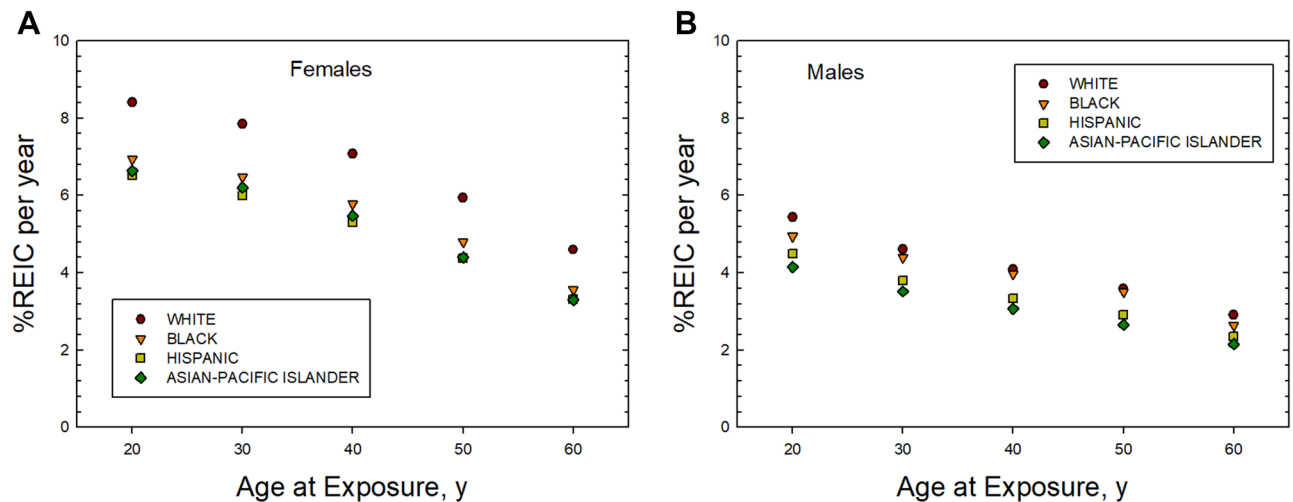 A
Females
%REIC per year
10
8
6
4
2
0
WHITE
BLACK
HISPANIC
ASIAN-PACIFIC ISLANDER
20 30 40 50 60
Age at Exposure, y
B
Males
%REIC per year
10
8
6
4
2
0
WHITE
BLACK
HISPANIC
ASIAN-PACIFIC ISLANDER
20 30 40 50 60
Age at Exposure, y